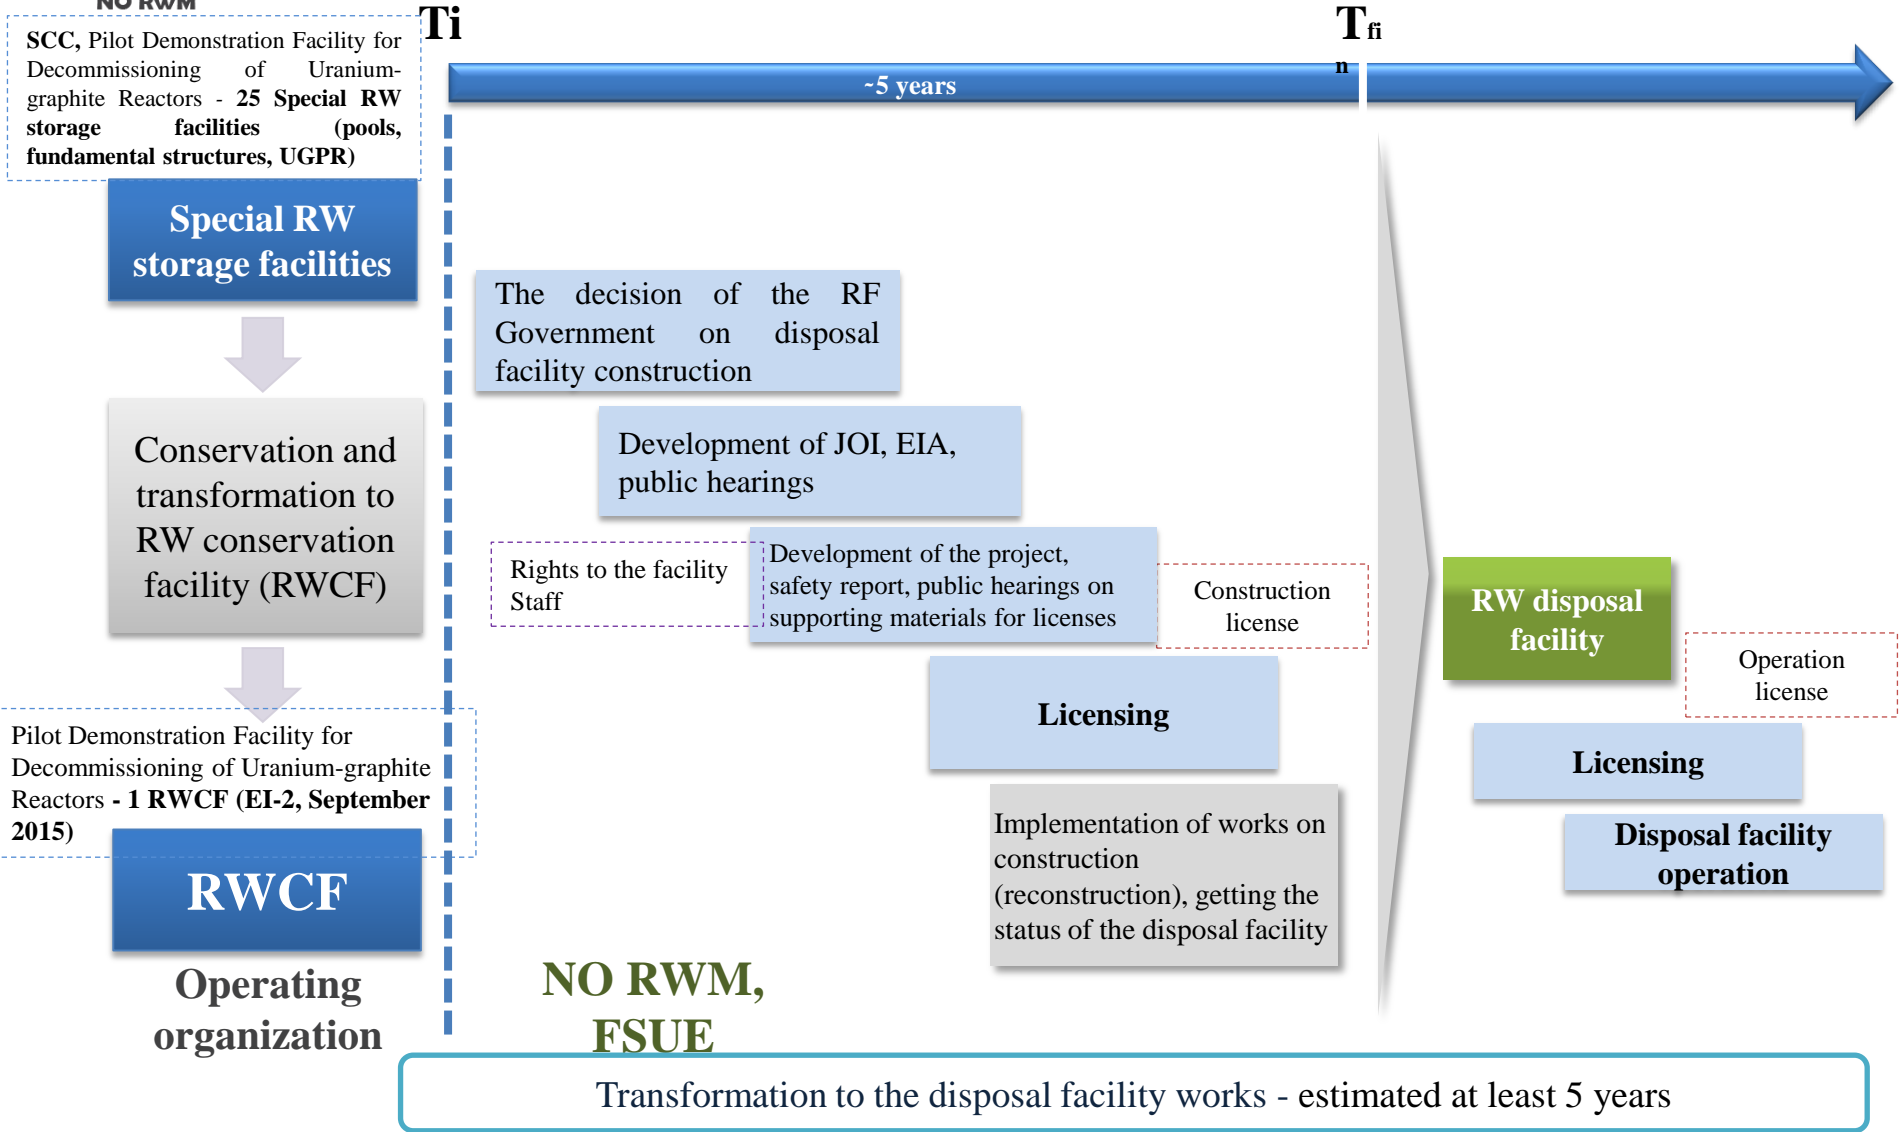 NO RWM
SCC, Pilot Demonstration Facility for
Decommissioning of Uranium-
graphite Reactors - 25 Special RW
storage facilities (pools,
fundamental structures, UGPR)
Ti
T fi
n
~5 years
Special RW
storage facilities
Conservation and
transformation to
RW conservation
facility (RWCF)
Pilot Demonstration Facility for
Decommissioning of Uranium-graphite
Reactors - 1 RWCF (EI-2, September
2015)
RWCF
Operating
organization
The decision of the RF
Government on disposal
facility construction
Development of JOI, EIA,
public hearings
Rights to the facility
Staff
Development of the project,
safety report, public hearings on
supporting materials for licenses
Construction
license
Licensing
Implementation of works on
construction
(reconstruction), getting the
status of the disposal facility
NO RWM,
FSUE
RW disposal
facility
Operation
license
Licensing
Disposal facility
operation
Transformation to the disposal facility works - estimated at least 5 years